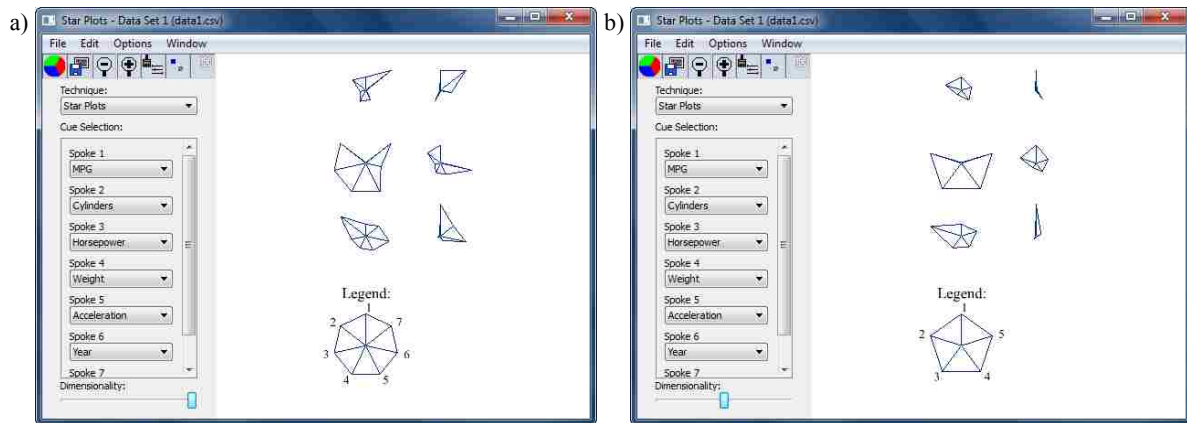 a)
Star Plots - Data Set 1 (data1.csv)
File Edit Options Window
Technique:
Star Plots
Cue Selection:
Spoke 1
MPG
Spoke 2
Cylinders
Spoke 3
Horsepower
Spoke 4
Weight
Spoke 5
Acceleration
Spoke 6
Year
Spoke 7
Dimensionality:
Legend:
1
2 7
3 6
4 5
b)
Star Plots - Data Set 1 (data1.csv)
File Edit Options Window
Technique:
Star Plots
Cue Selection:
Spoke 1
MPG
Spoke 2
Cylinders
Spoke 3
Horsepower
Spoke 4
Weight
Spoke 5
Acceleration
Spoke 6
Year
Spoke 7
Dimensionality:
Legend:
1
2 5
3 4